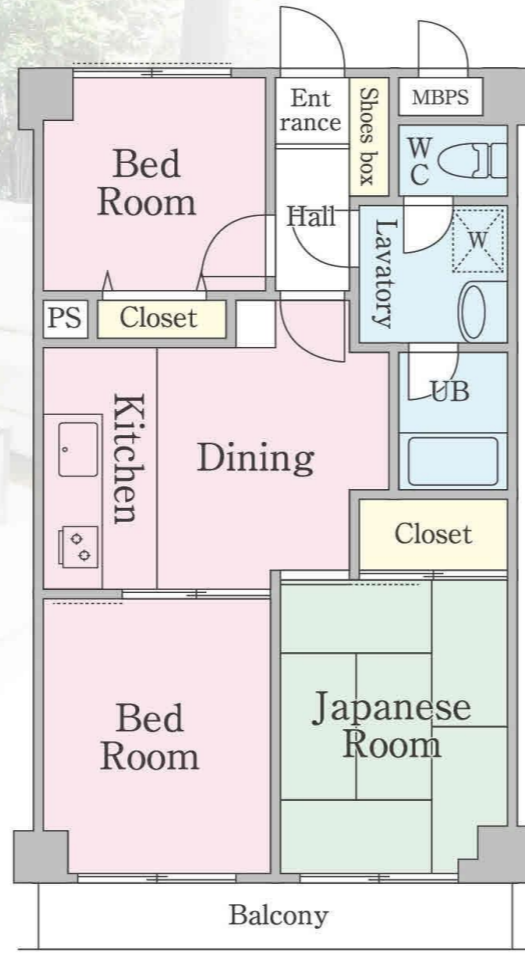 Ent
rance
Shoes box
MBPS
W
C
Bed
Room
Hall
Lavatory
W
PS
Closet
UB
Kitchen
Dining
Closet
Bed
Room
Japanese
Room
Balcony